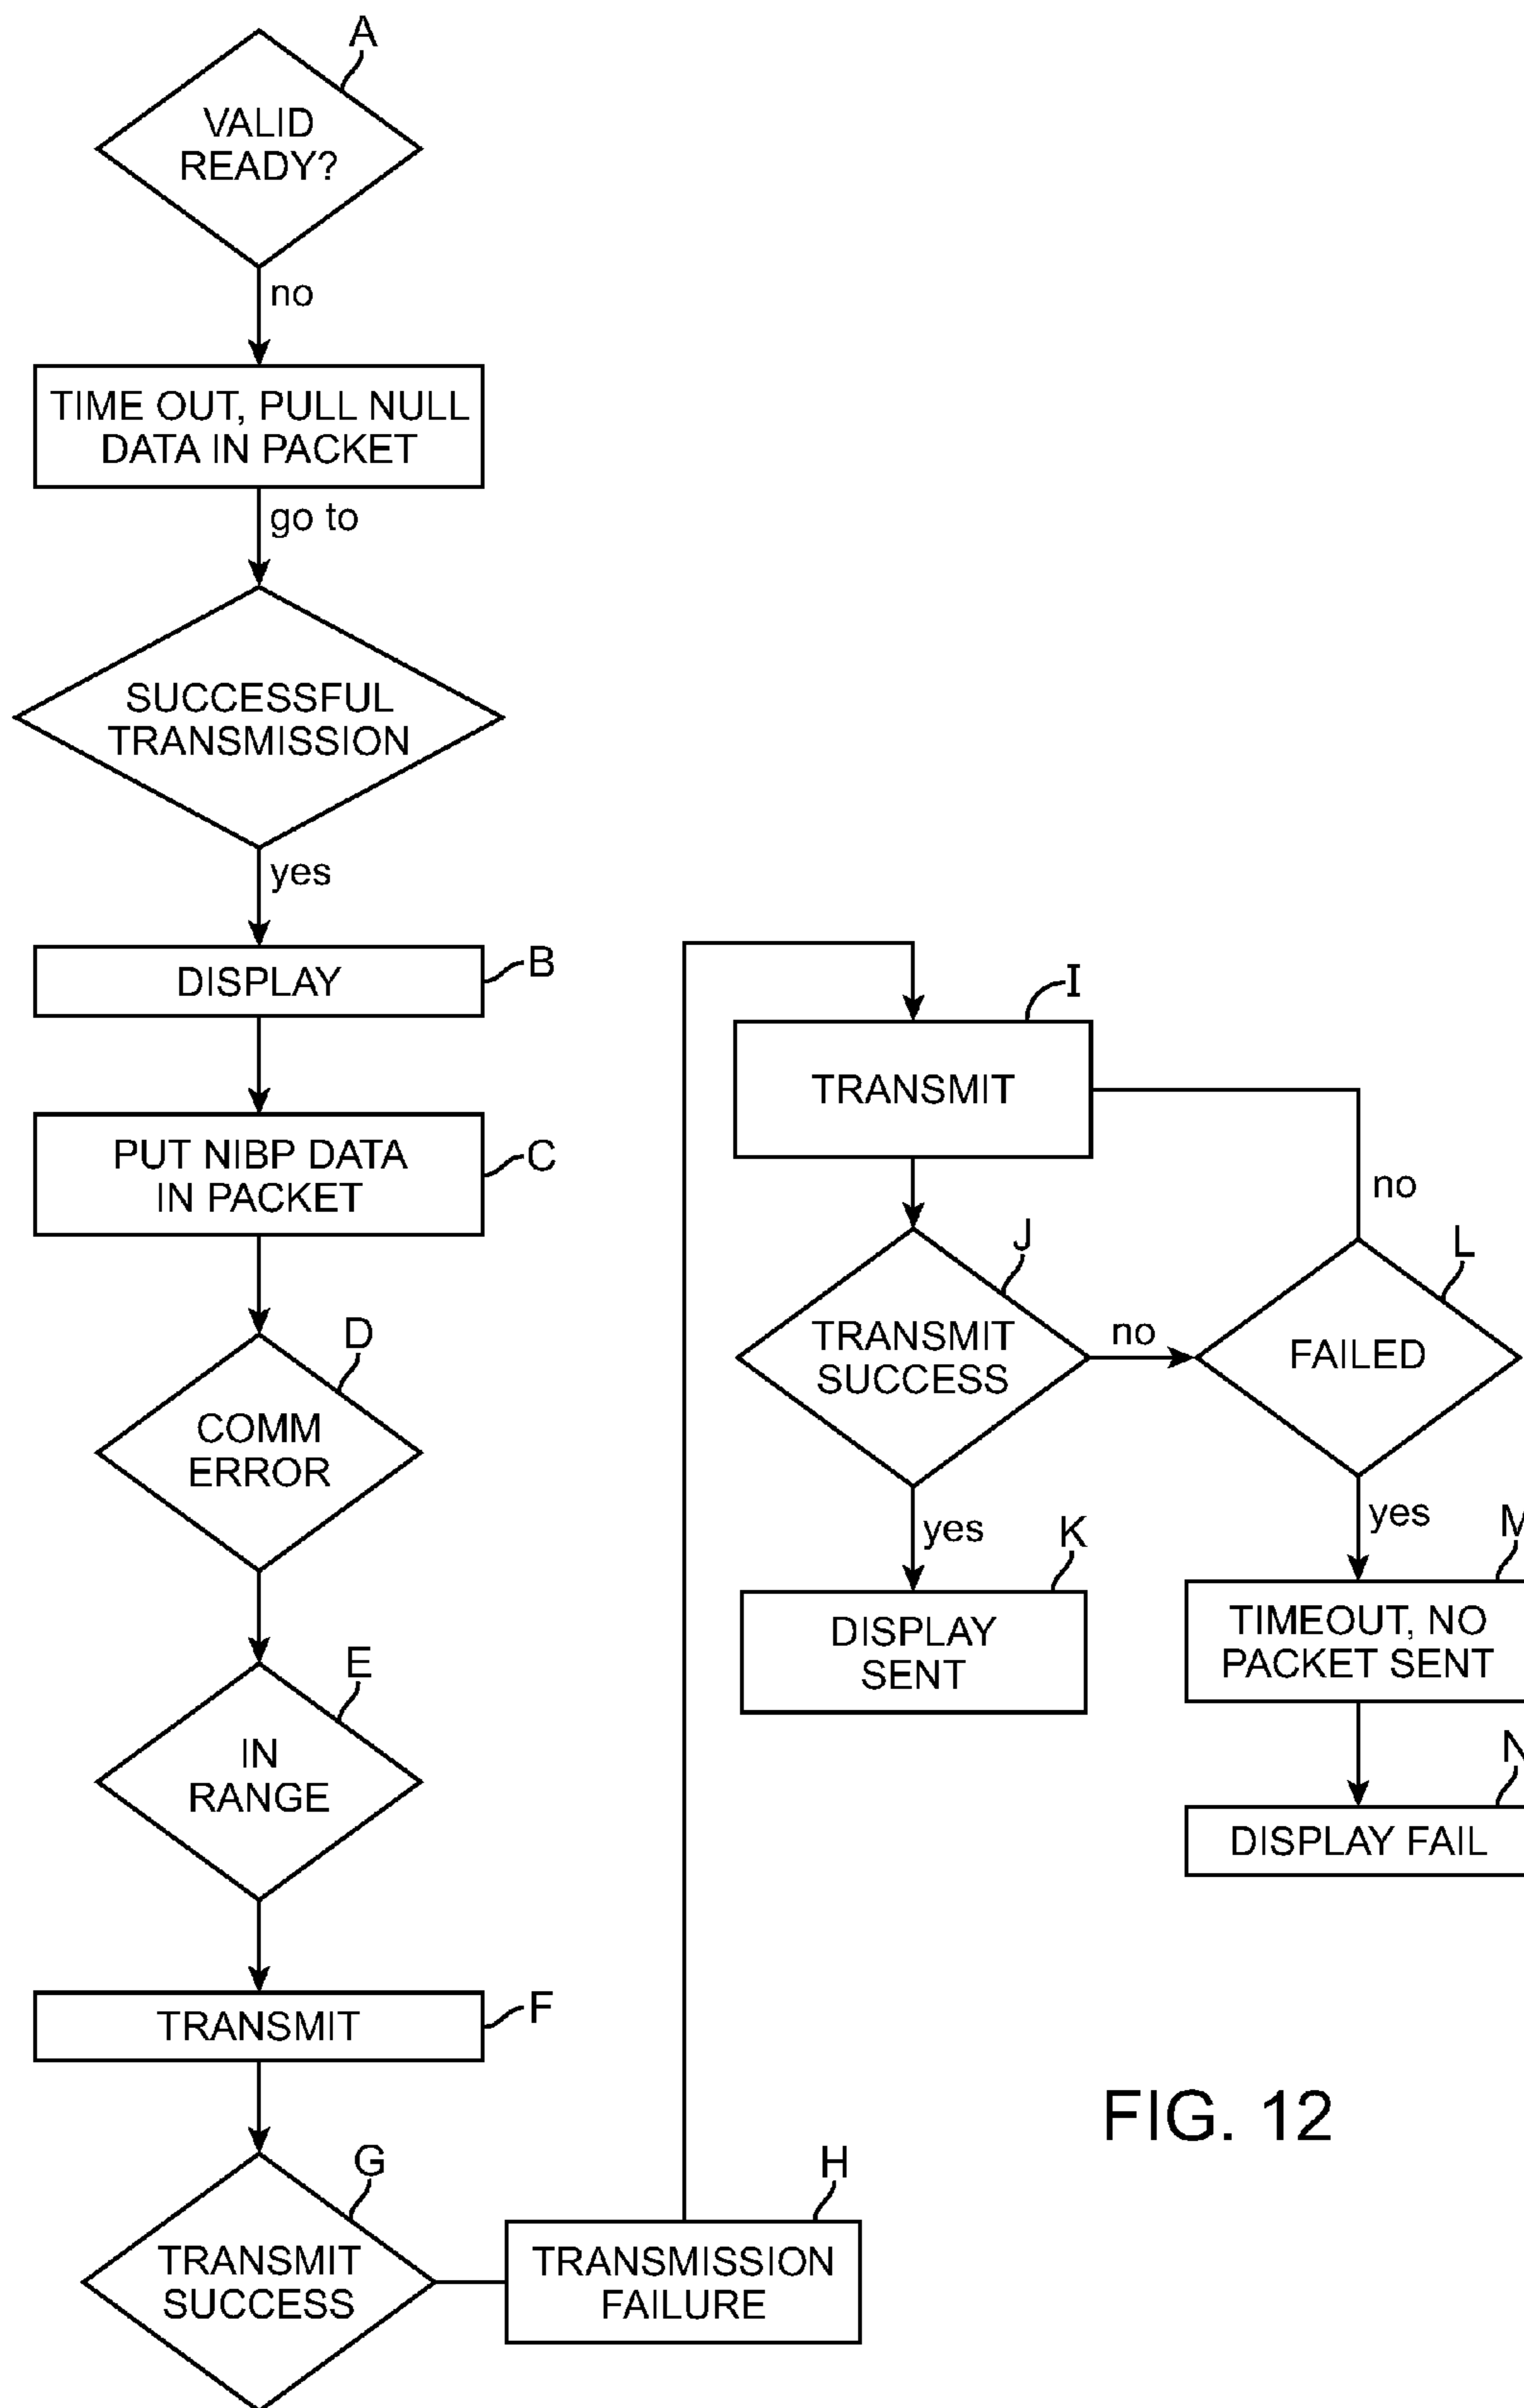 A
VALID
READY?
no
TIME OUT, PULL NULL
DATA IN PACKET
go to
SUCCESSFUL
TRANSMISSION
yes
DISPLAY
B
PUT NIBP DATA
IN PACKET
C
D
COMM
ERROR
E
IN
RANGE
TRANSMIT
F
G
TRANSMIT
SUCCESS
H
TRANSMISSION
FAILURE
I
TRANSMIT
J
TRANSMIT
SUCCESS
no
yes
K
DISPLAY
SENT
no
L
FAILED
yes
M
TIMEOUT, NO
PACKET SENT
N
DISPLAY FAIL
FIG. 12